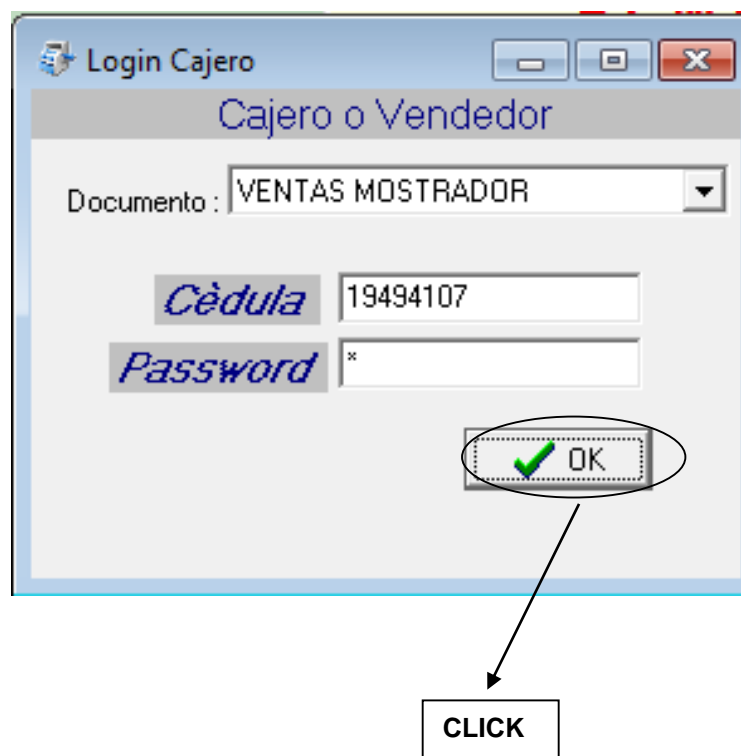 Login Cajero
Cajero o Vendedor
Documento : VENTAS MOSTRADOR
Cèdula 19494107
Password *
OK
CLICK